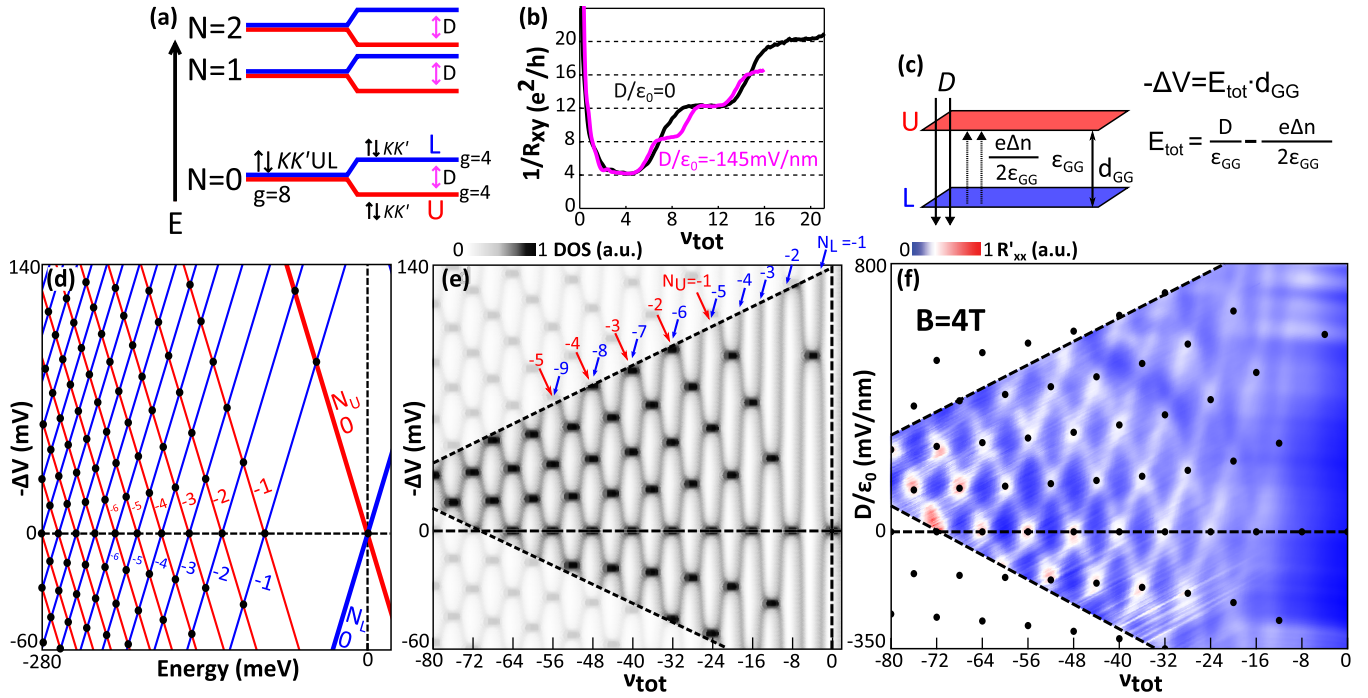 (a)
N=2
D
N=1
D
↑↓ KK'UL
↑↓ KK'
L
g=4
N=0
D
g=8
g=4
↑↓ KK'
U
E
(b)
1/Rxy (e²/h)
20
16
12
8
4
0
D/ε₀=0
D/ε₀=-145mV/nm
0 4 8 12 16 20
νtot
(c)
D
U
L
eΔn
2εGG
εGG
dGG
-ΔV=Etot·dGG
Etot = D/εGG - eΔn/2εGG
(d)
140
0
-60
-ΔV (mV)
NU
0
-6 -5 -4 -3 -2 -1
-6 -5 -4 -3 -2 -1
NL
0
-280 0
Energy (meV)
0 1 DOS (a.u.)
(e)
140
0
-60
-ΔV (mV)
NL=-1
-2
-3
-4
-5
-6
-7
-8
-9
NU=-1
-2
-3
-4
-5
-80 -72 -64 -56 -48 -40 -32 -24 -16 -8 0
νtot
0 1 R'xx (a.u.)
(f)
B=4T
800
0
-350
D/ε₀ (mV/nm)
-80 -72 -64 -56 -48 -40 -32 -24 -16 -8 0
νtot